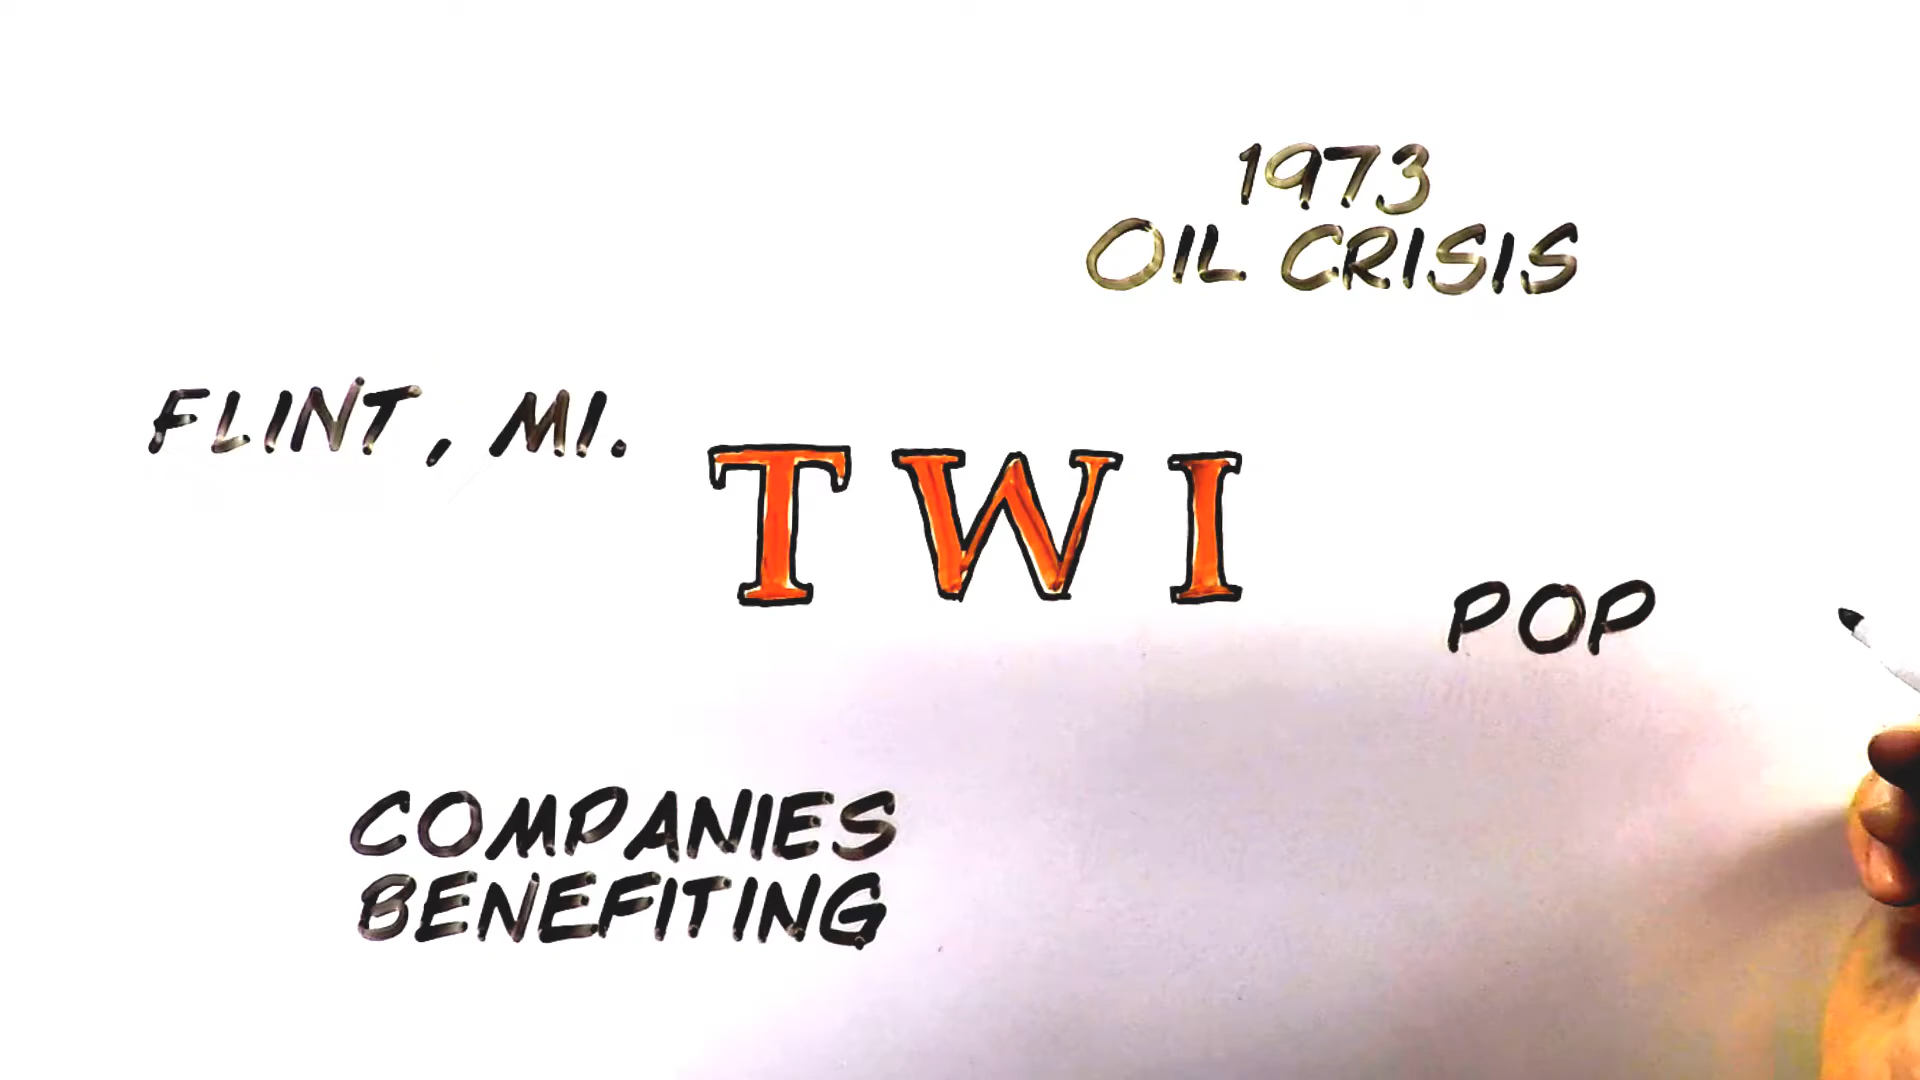 1973
OIL CRISIS
FLINT, MI.
TWI
POP
COMPANIES
BENEFITING